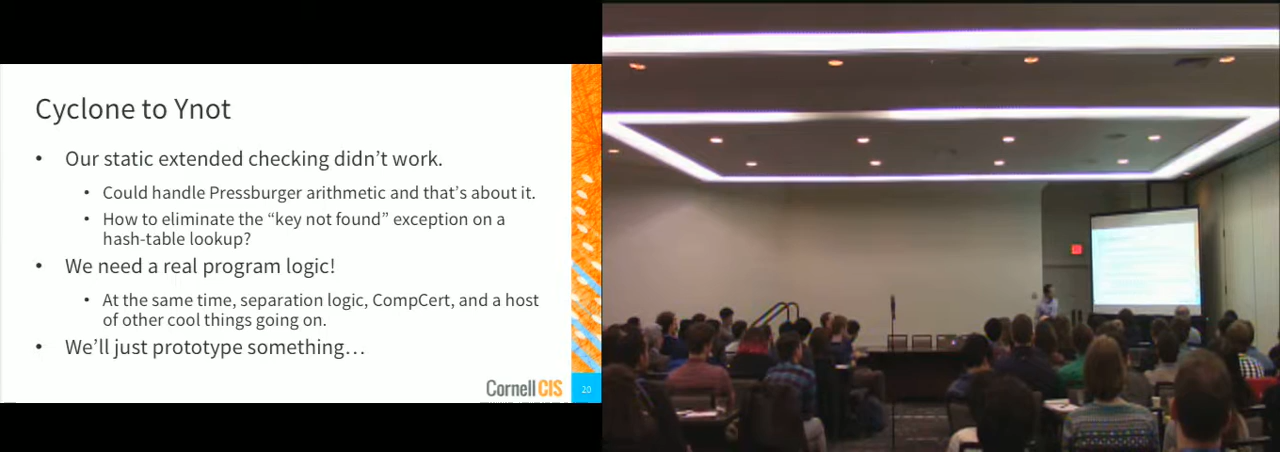 Cyclone to Ynot
• Our static extended checking didn't work.
• Could handle Pressburger arithmetic and that's about it.
• How to eliminate the “key not found” exception on a
hash-table lookup?
• We need a real program logic!
• At the same time, separation logic, CompCert, and a host
of other cool things going on.
• We'll just prototype something…
Cornell CIS
20